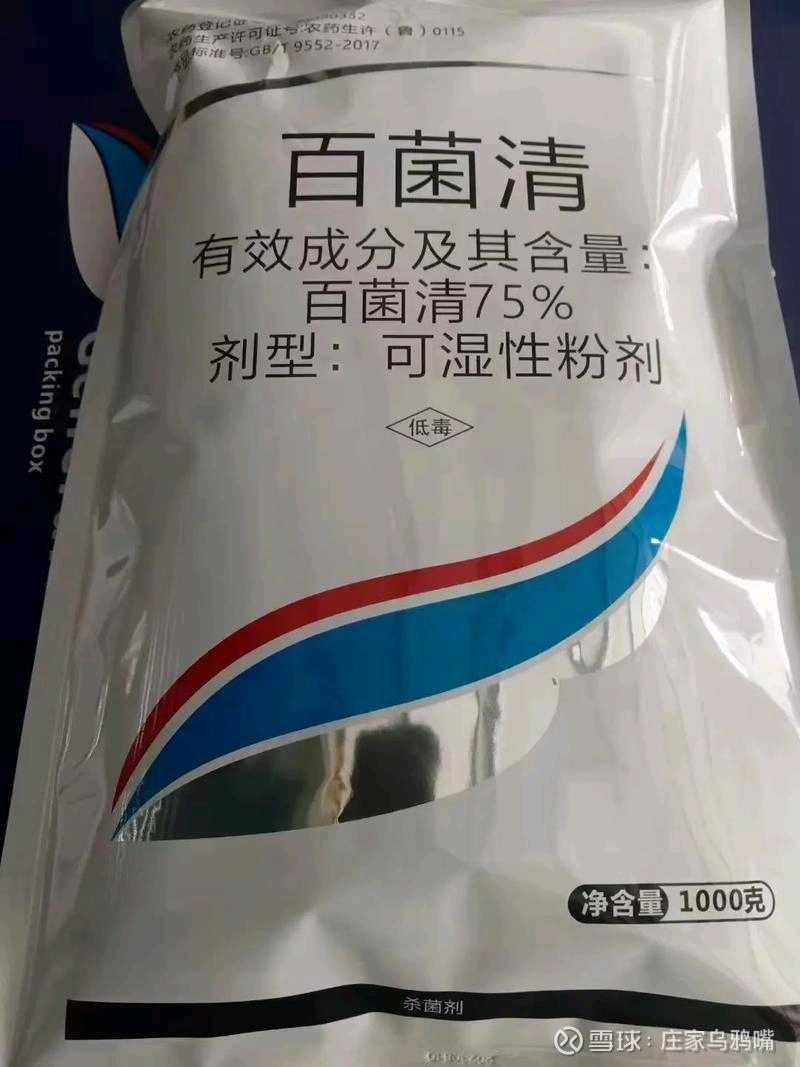 农药生产许可证号:农药生许(鲁)0115
标准号:GB/T 9552-2017
百菌清
有效成分及其含量:
百菌清75%
剂型:可湿性粉剂
低毒
packing box
净含量 1000克
杀菌剂
雪球:庄家乌鸦嘴